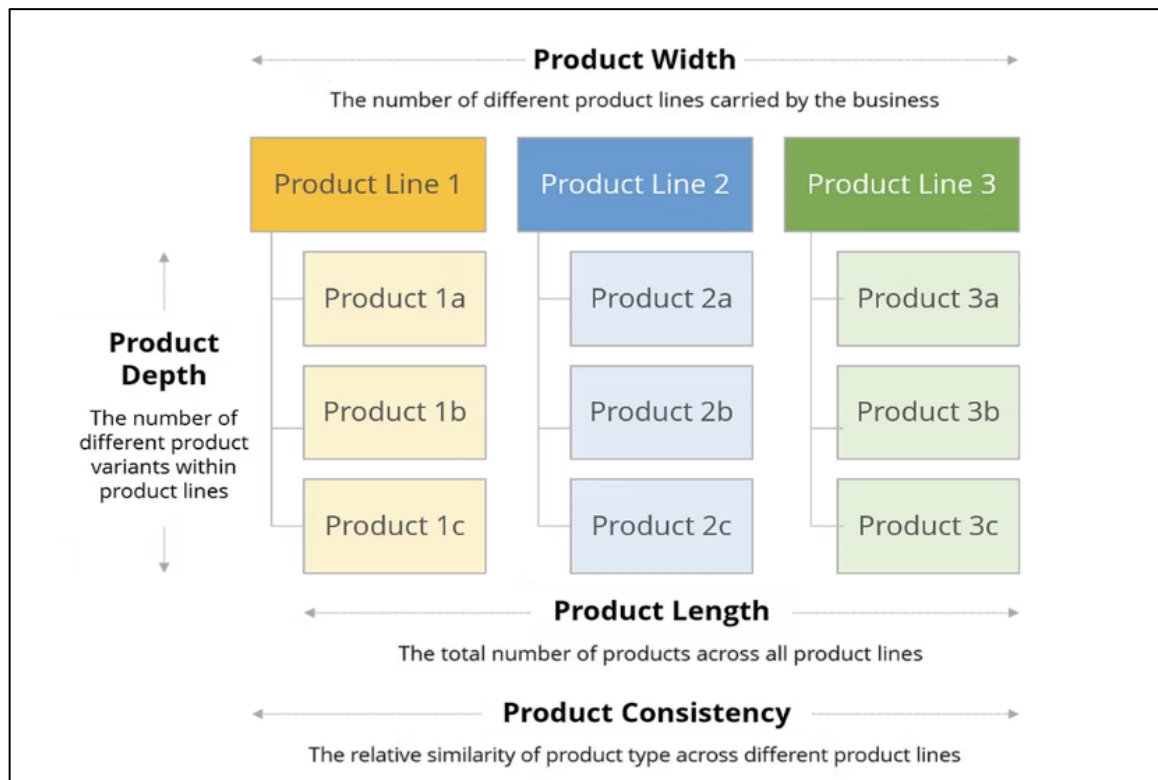 Product Width
The number of different product lines carried by the business
Product Line 1
Product Line 2
Product Line 3
Product 1a
Product 2a
Product 3a
Product
Depth
The number of
different product
variants within
product lines
Product 1b
Product 2b
Product 3b
Product 1c
Product 2c
Product 3c
Product Length
The total number of products across all product lines
Product Consistency
The relative similarity of product type across different product lines